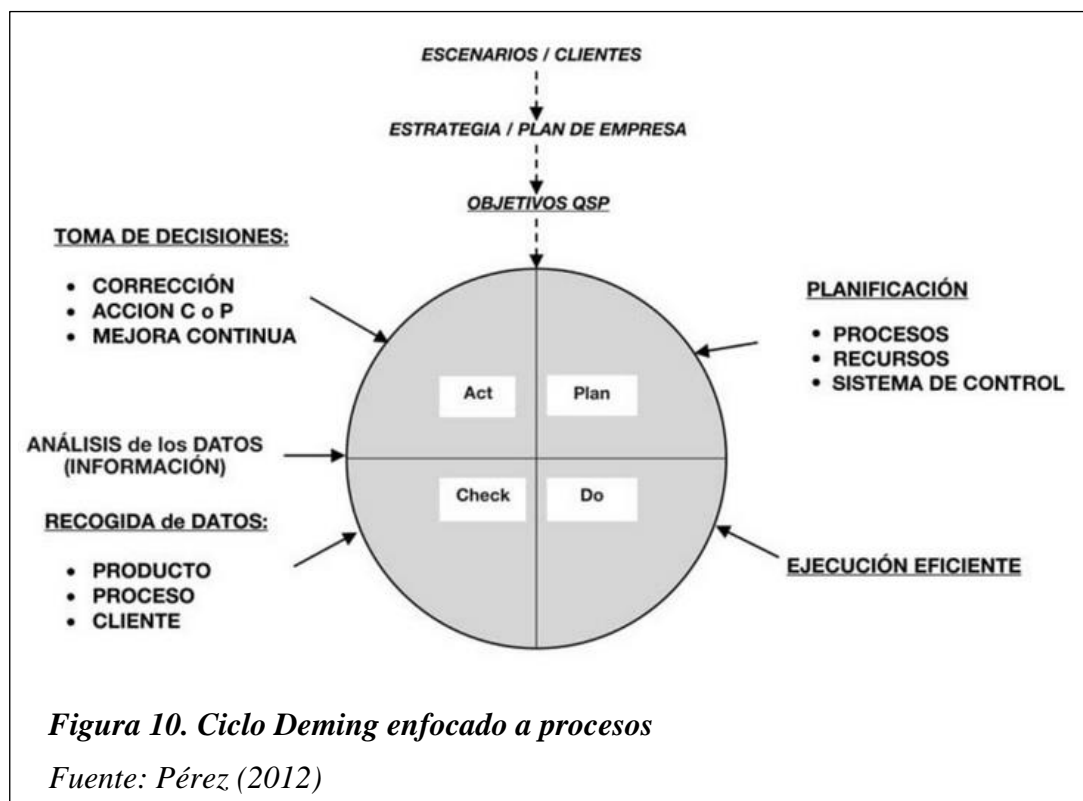 ESCENARIOS / CLIENTES
ESTRATEGIA / PLAN DE EMPRESA
OBJETIVOS QSP
TOMA DE DECISIONES:
• CORRECCIÓN
• ACCION C o P
• MEJORA CONTINUA
PLANIFICACIÓN
• PROCESOS
• RECURSOS
• SISTEMA DE CONTROL
Act
Plan
ANÁLISIS de los DATOS
(INFORMACIÓN)
Check
Do
RECOGIDA de DATOS:
• PRODUCTO
• PROCESO
• CLIENTE
EJECUCIÓN EFICIENTE
Figura 10. Ciclo Deming enfocado a procesos
Fuente: Pérez (2012)